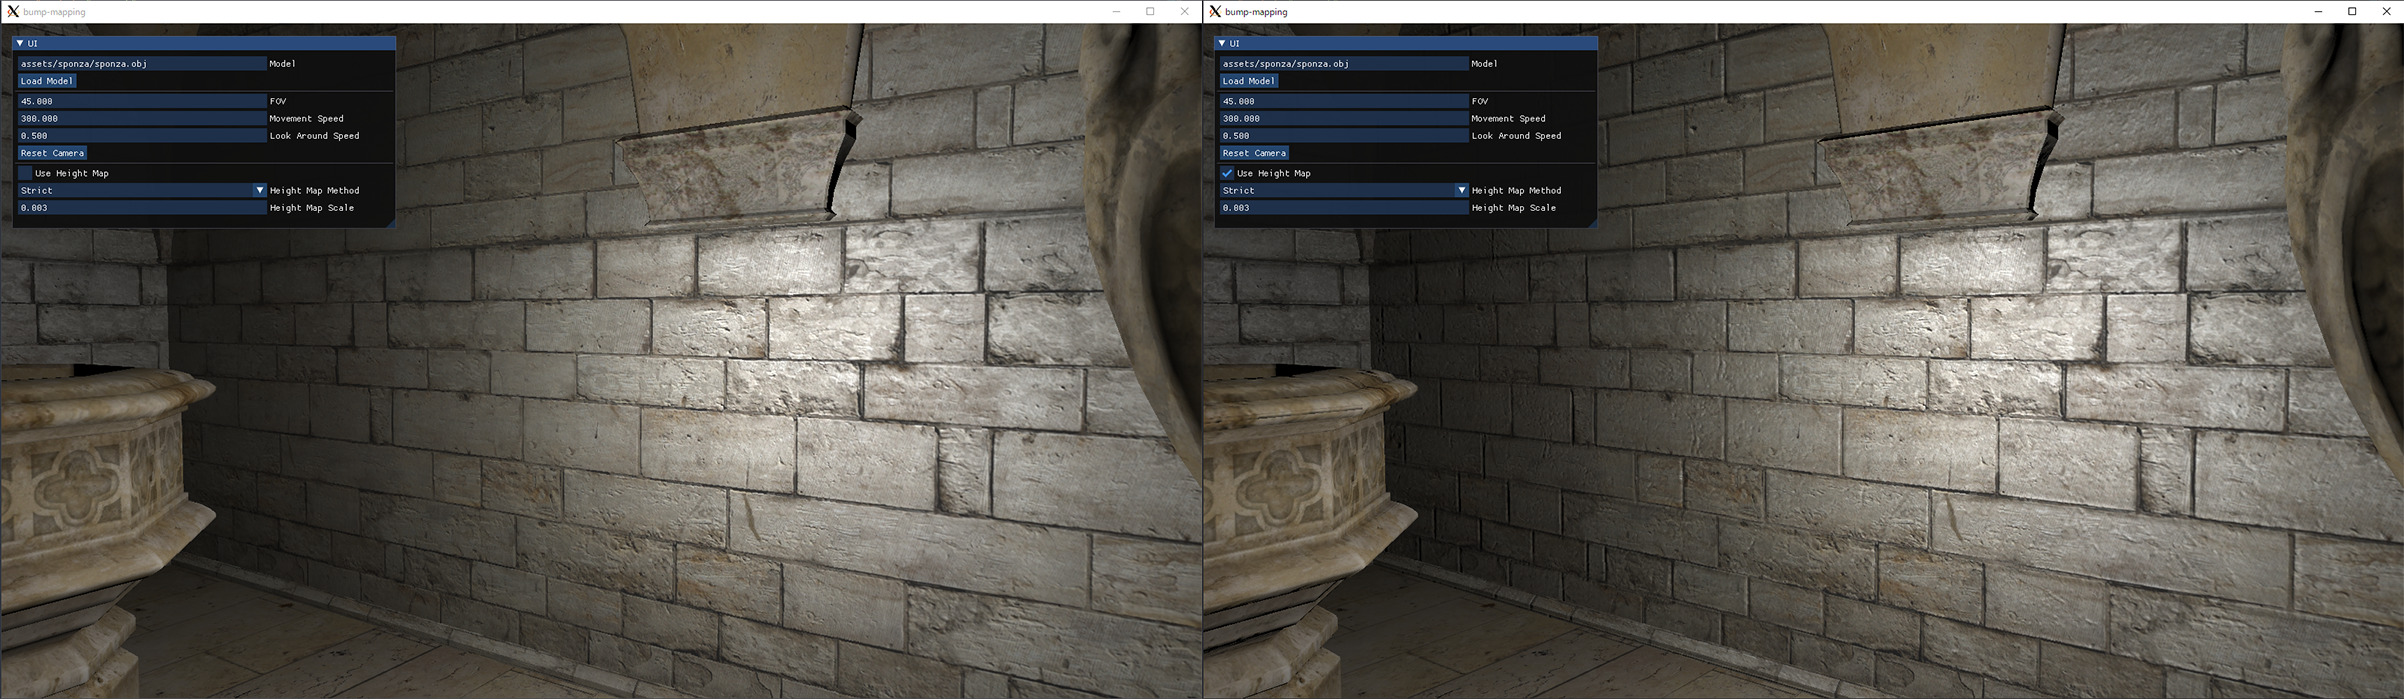 bump-mapping
UI
assets/sponza/sponza.obj Model
Load Model
45.000 FOV
300.000 Movement Speed
0.500 Look Around Speed
Reset Camera
Use Height Map
Strict Height Map Method
0.003 Height Map Scale
bump-mapping
UI
assets/sponza/sponza.obj Model
Load Model
45.000 FOV
300.000 Movement Speed
0.500 Look Around Speed
Reset Camera
Use Height Map
Strict Height Map Method
0.003 Height Map Scale